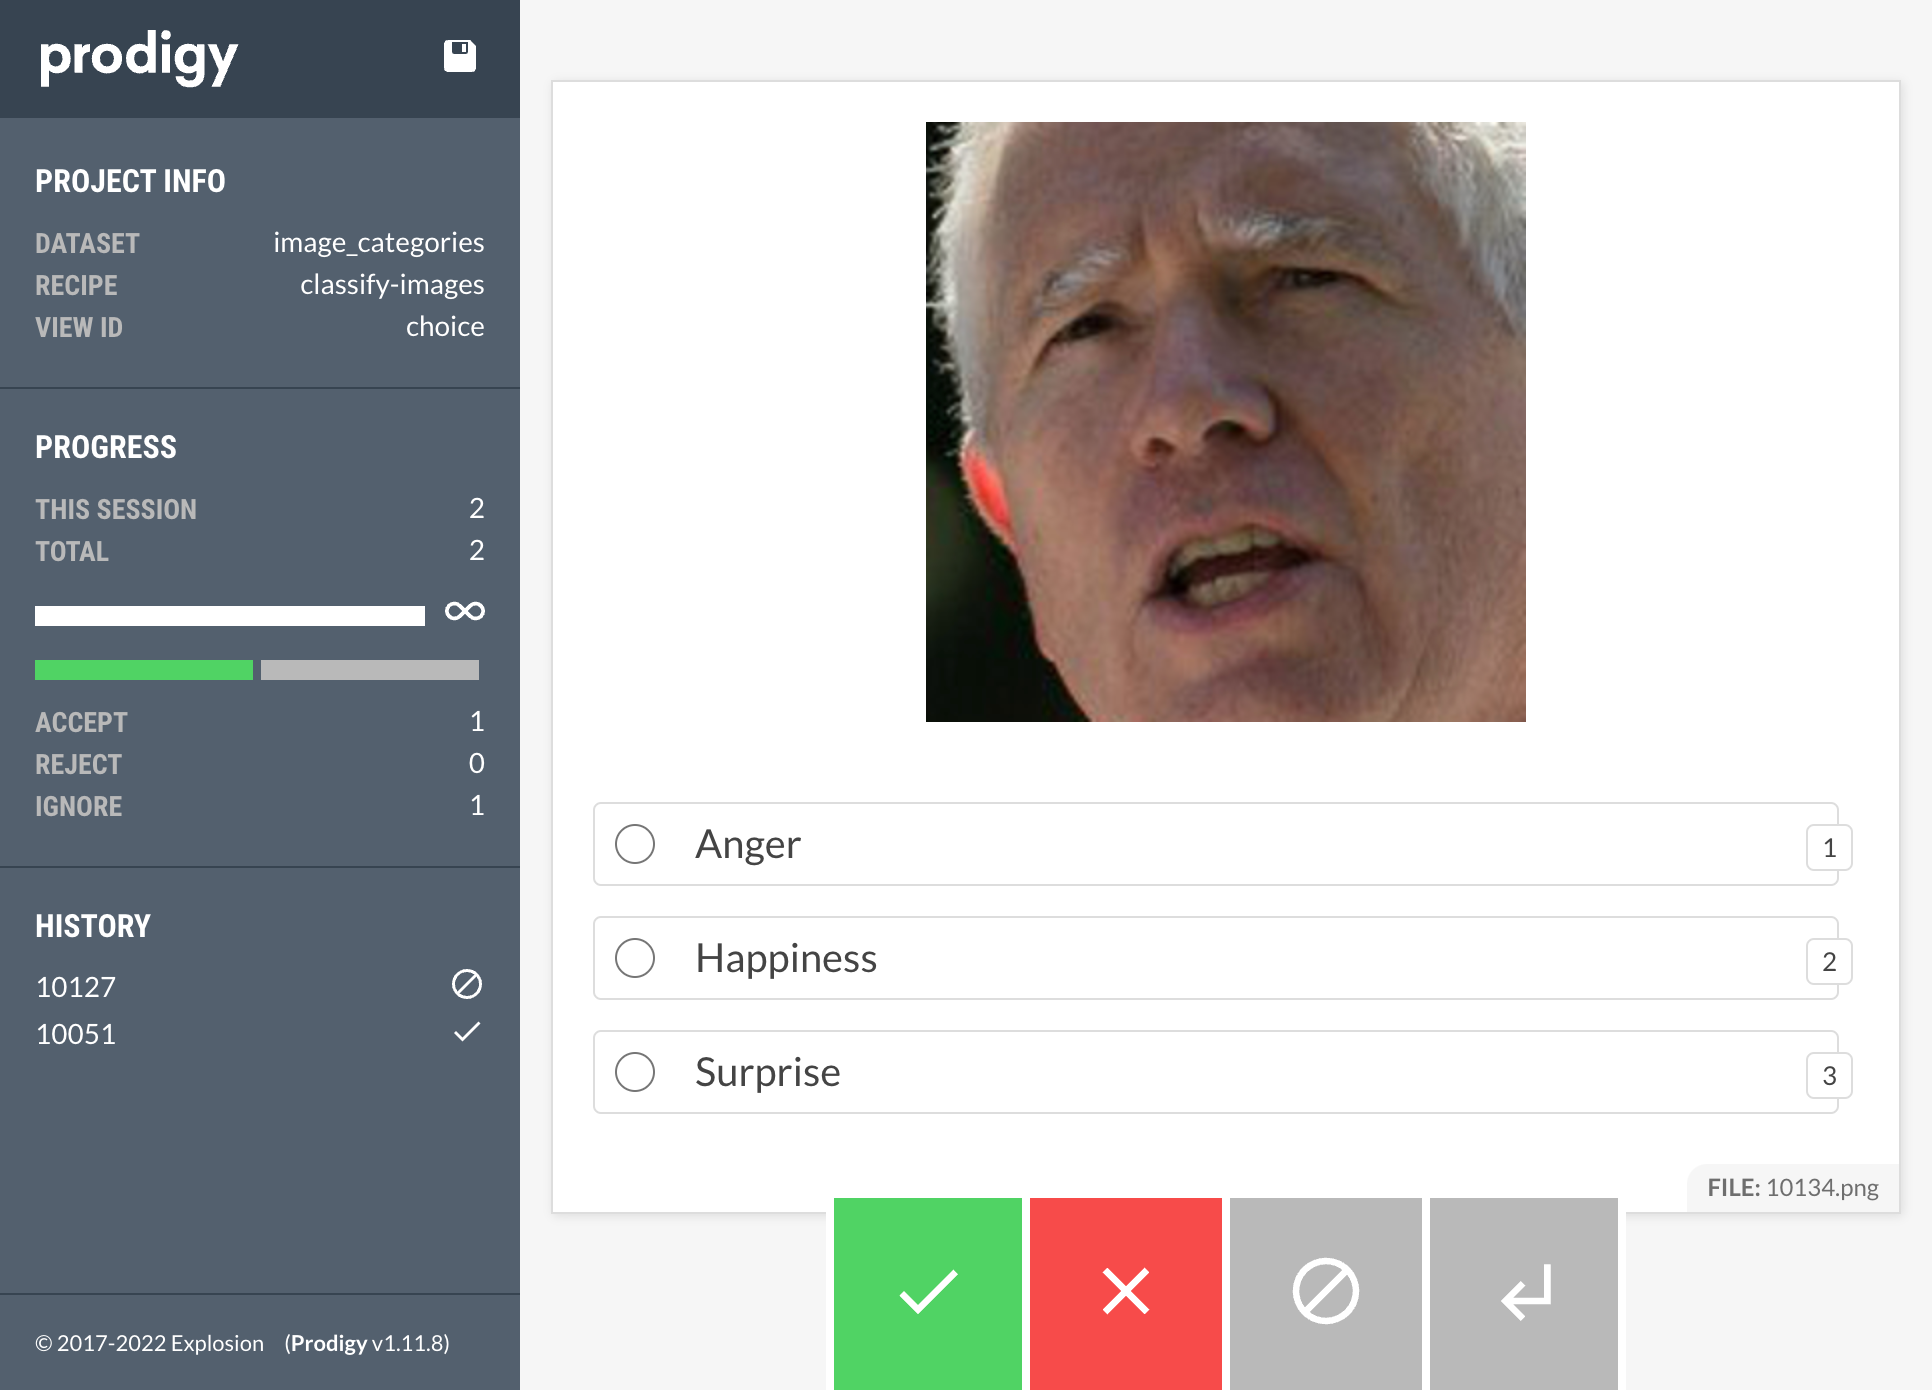 prodigy
PROJECT INFO
DATASET image_categories
RECIPE classify-images
VIEW ID choice
PROGRESS
THIS SESSION 2
TOTAL 2
∞
ACCEPT 1
REJECT 0
IGNORE 1
HISTORY
10127
10051
© 2017-2022 Explosion (Prodigy v1.11.8)
Anger 1
Happiness 2
Surprise 3
FILE: 10134.png